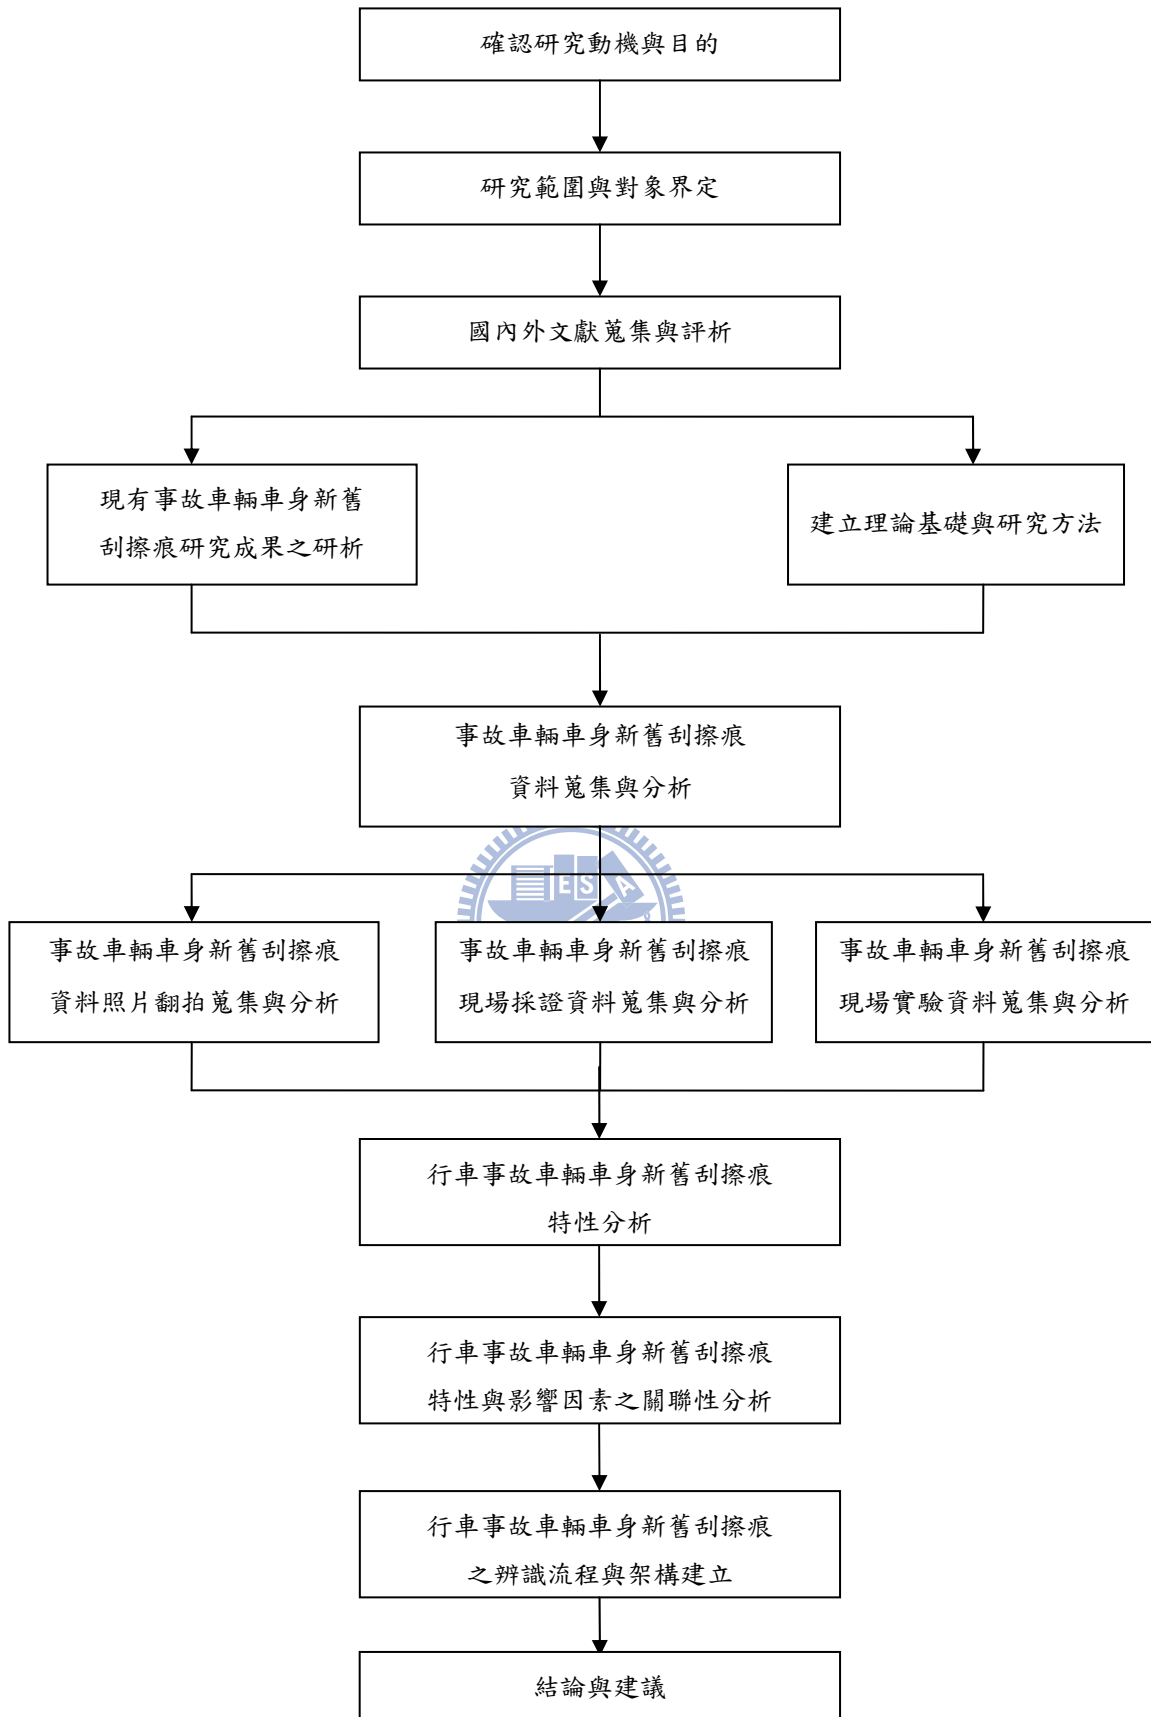 確認研究動機與目的
研究範圍與對象界定
國內外文獻蒐集與評析
現有事故車輛車身新舊
刮擦痕研究成果之研析
建立理論基礎與研究方法
事故車輛車身新舊刮擦痕
資料蒐集與分析
ESA
事故車輛車身新舊刮擦痕
資料照片翻拍蒐集與分析
事故車輛車身新舊刮擦痕
現場採證資料蒐集與分析
事故車輛車身新舊刮擦痕
現場實驗資料蒐集與分析
行車事故車輛車身新舊刮擦痕
特性分析
行車事故車輛車身新舊刮擦痕
特性與影響因素之關聯性分析
行車事故車輛車身新舊刮擦痕
之辨識流程與架構建立
結論與建議